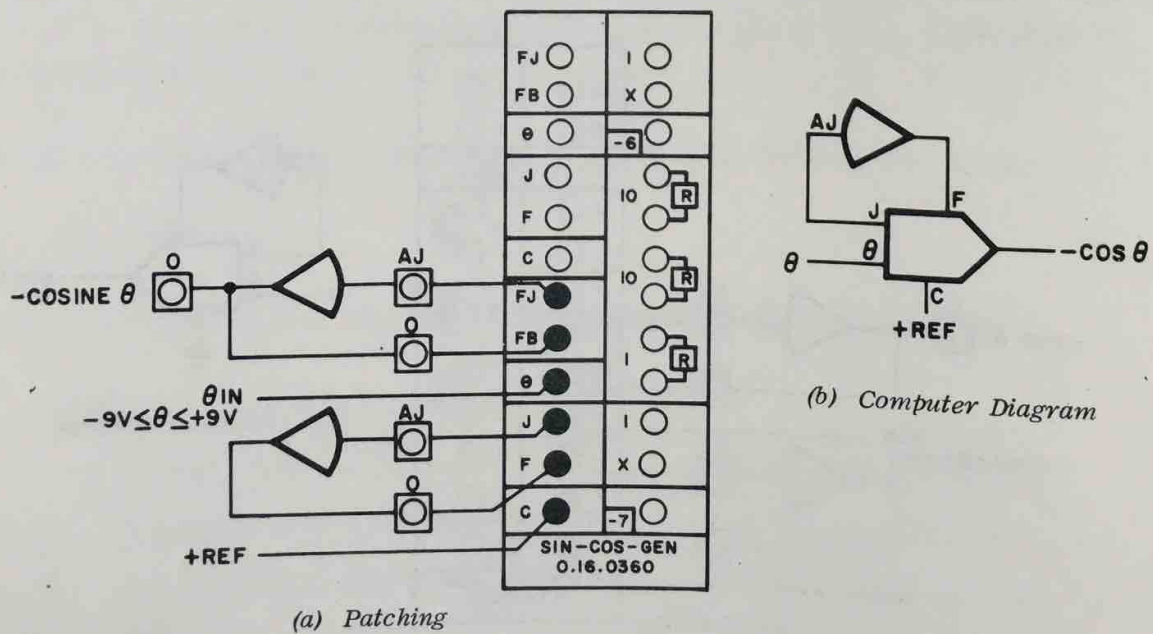 FJ
I
FB
X
θ
-6
J
10
R
F
C
10
R
O
AJ
-COSINE θ
FJ
O
FB
I
R
θ IN
θ
-9V≤θ≤+9V
AJ
J
I
F
X
O
C
-7
+REF
SIN-COS-GEN
0.16.0360
(a) Patching
AJ
F
J
θ
θ
-COS θ
C
+REF
(b) Computer Diagram